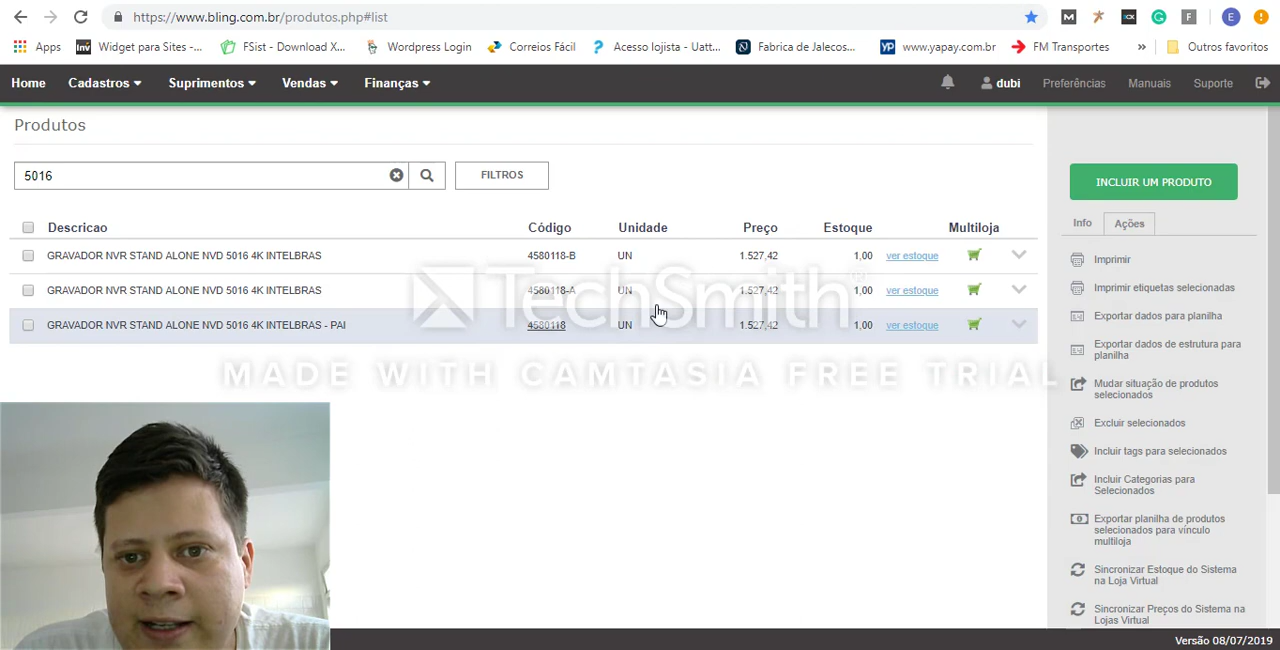 https://www.bling.com.br/produtos.php#list
Apps Widget para Sites-... FSist - Download X... Wordpress Login Correios Fácil Acesso lojista - Uatt... Fabrica de Jalecos... www.yapay.com.br FM Transportes » Outros favoritos
Home Cadastros Suprimentos Vendas Finanças dubi Preferências Manuais Suporte
Produtos
5016 FILTROS
INCLUIR UM PRODUTO
Info Ações
Descricao Código Unidade Preço Estoque Multiloja
GRAVADOR NVR STAND ALONE NVD 5016 4K INTELBRAS 4580118-B UN 1.527,42 1,00 ver estoque
GRAVADOR NVR STAND ALONE NVD 5016 4K INTELBRAS 4580118-A UN 1.527,42 1,00 ver estoque
GRAVADOR NVR STAND ALONE NVD 5016 4K INTELBRAS - PAI 4580118 UN 1.527,42 1,00 ver estoque
TechSmith
MADE WITH CAMTASIA FREE TRIAL
Imprimir
Imprimir etiquetas selecionadas
Exportar dados para planilha
Exportar dados de estrutura para
planilha
Mudar situação de produtos
selecionados
Excluir selecionados
Incluir tags para selecionados
Incluir Categorias para
Selecionados
Exportar planilha de produtos
selecionados para vínculo
multiloja
Sincronizar Estoque do Sistema
na Loja Virtual
Sincronizar Preços do Sistema na
Lojas Virtual
Versão 08/07/2019